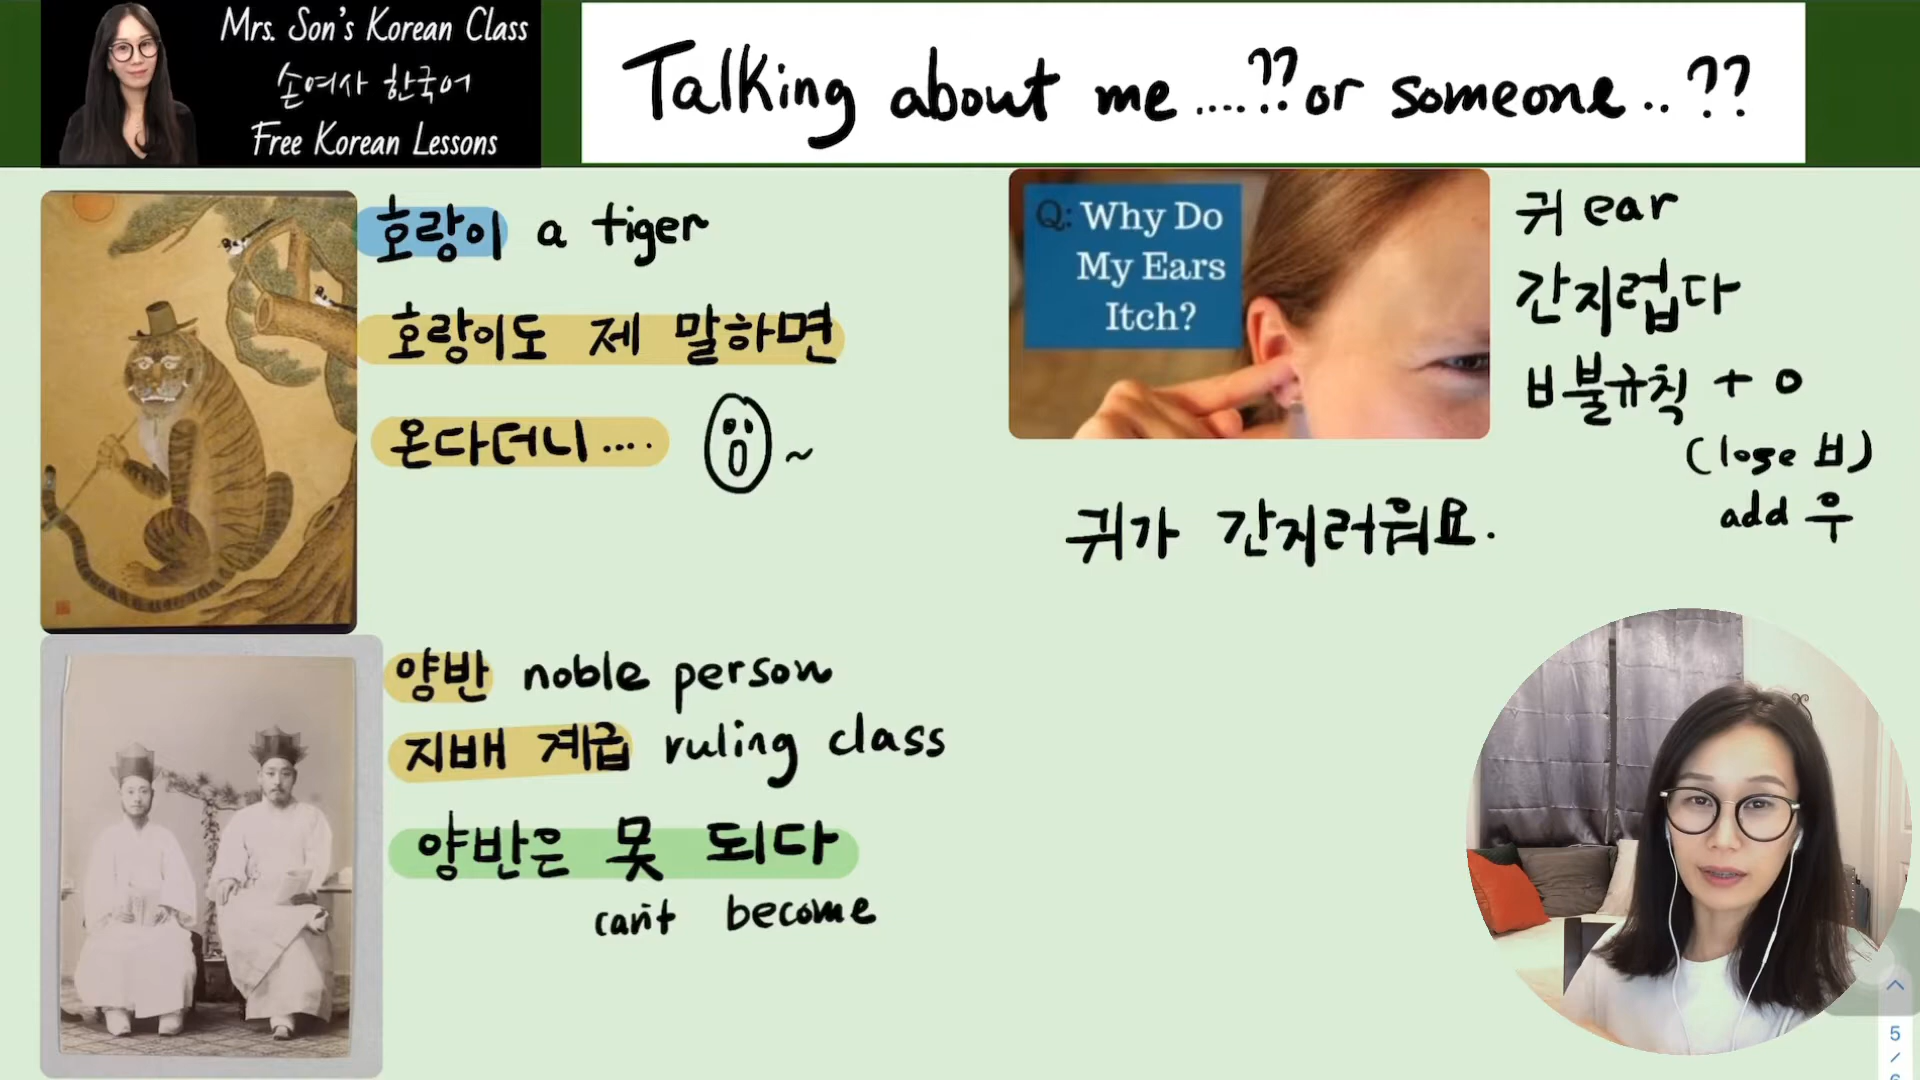 Mrs. Son's Korean Class
손여사 한국어
Free Korean Lessons
Talking about me....??or someone..??
호랑이 a tiger
호랑이도 제 말하면
온다더니....
~
Q: Why Do
My Ears
Itch?
귀 ear
간지럽다
ㅂ불규칙 + ㅇ
(lose ㅂ)
add 우
귀가 간지러워요.
양반 noble person
지배 계급 ruling class
양반은 못 되다
can't become
5
/
6